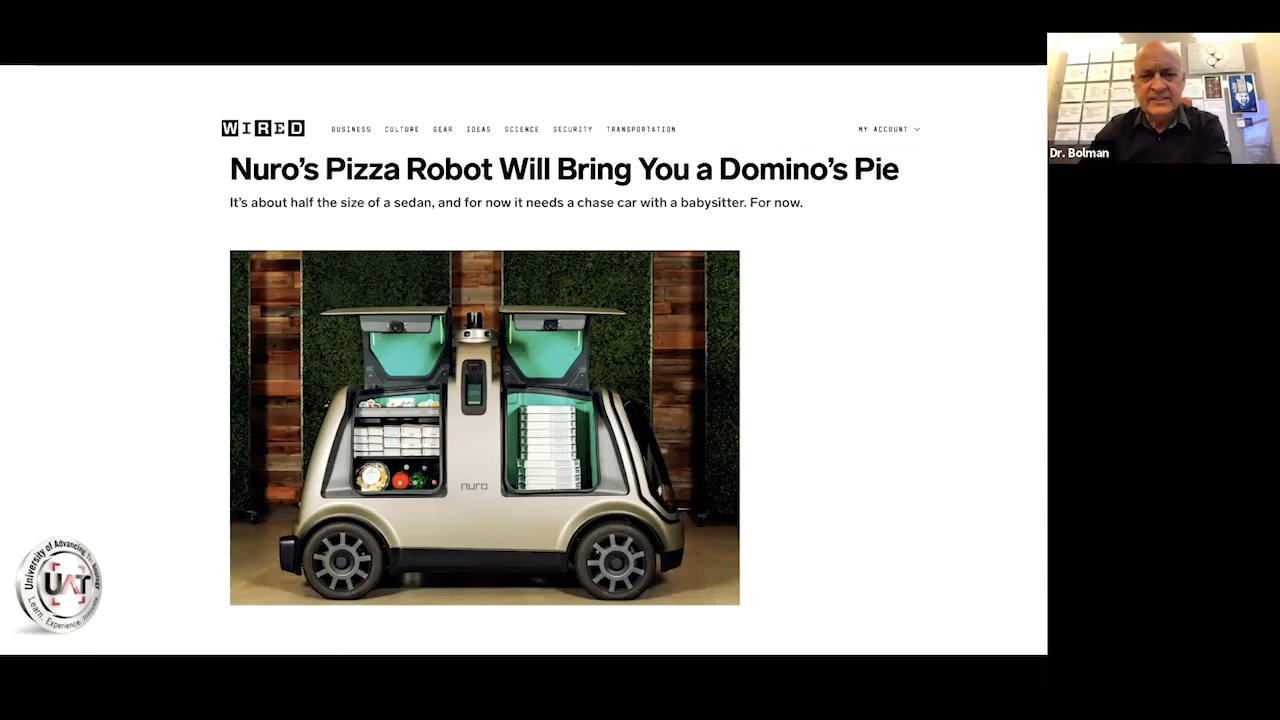 WIRED BUSINESS CULTURE GEAR IDEAS SCIENCE SECURITY TRANSPORTATION MY ACCOUNT
Nuro's Pizza Robot Will Bring You a Domino's Pie
It's about half the size of a sedan, and for now it needs a chase car with a babysitter. For now.
Dr. Bolman
nuro
University of Advancing Technology
UAT
Learn. Experience. Innovate